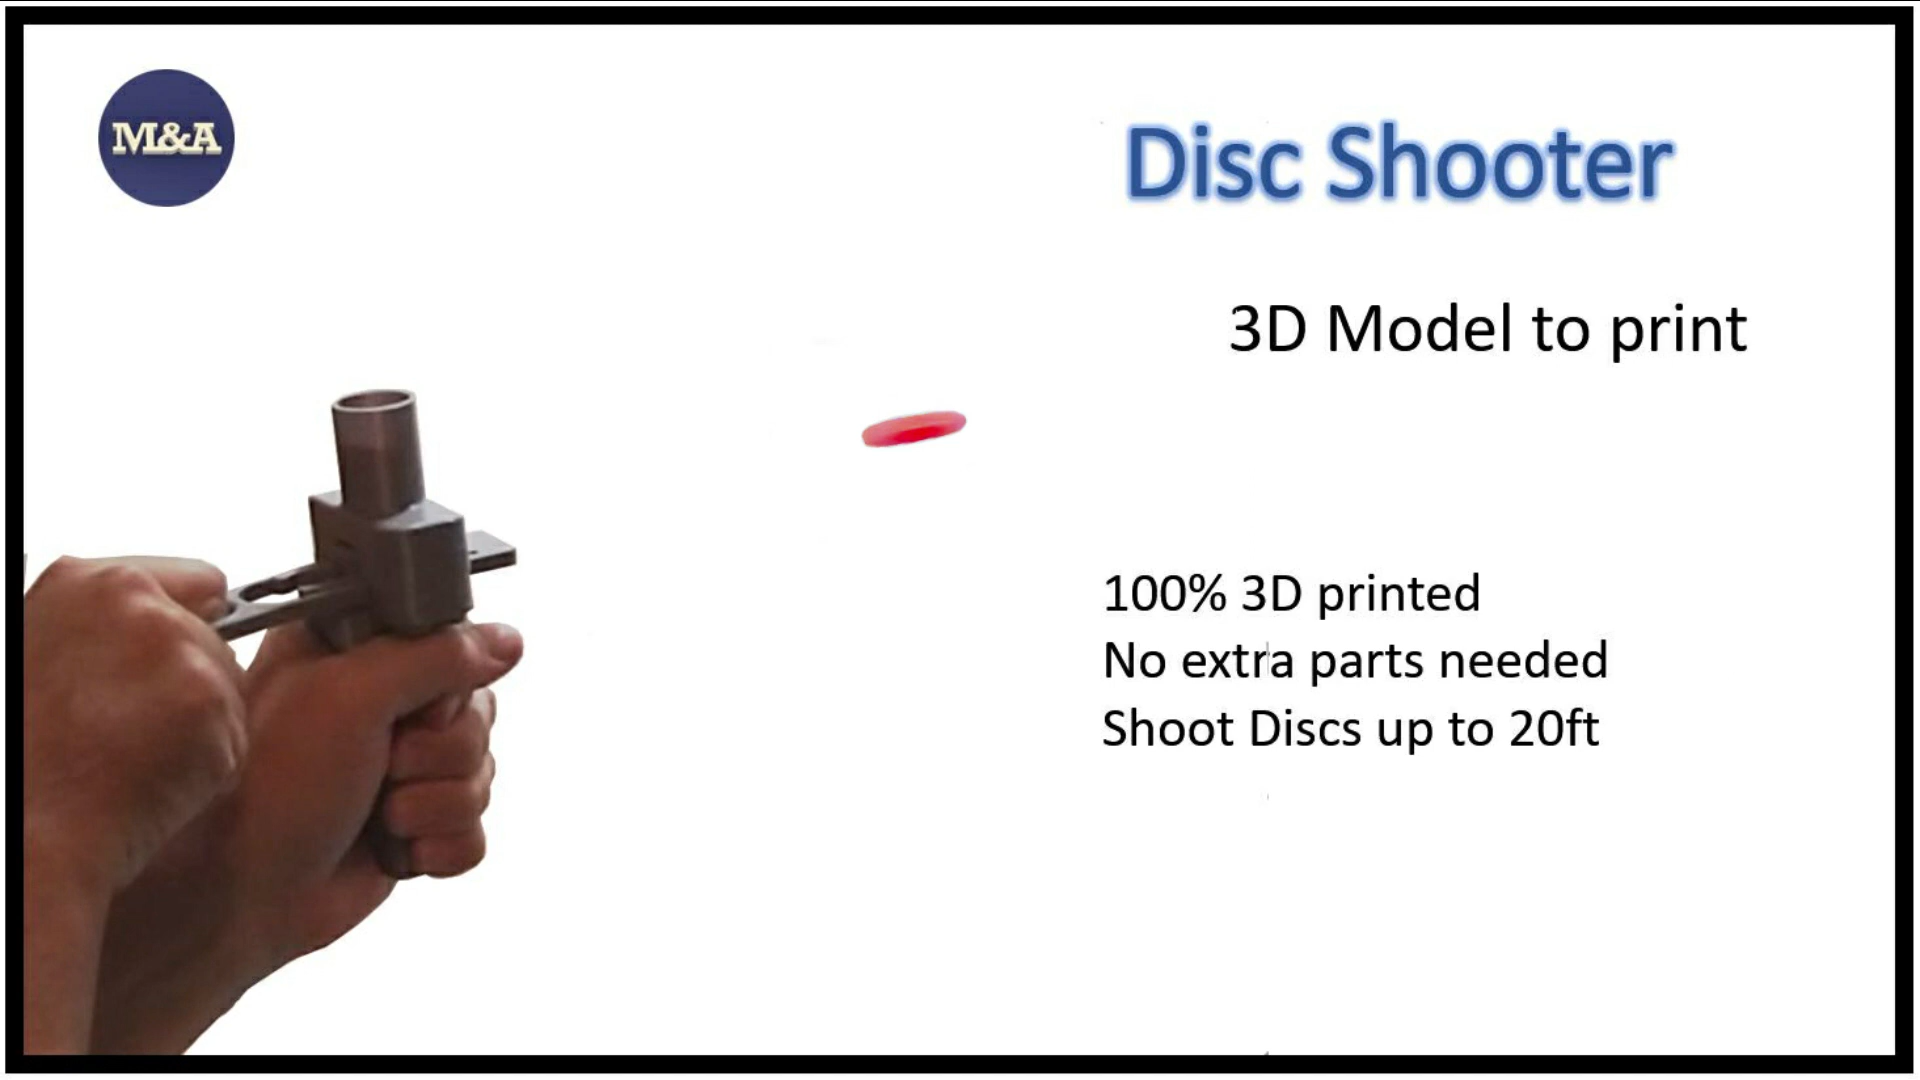 M&A
Disc Shooter
3D Model to print
100% 3D printed
No extra parts needed
Shoot Discs up to 20ft